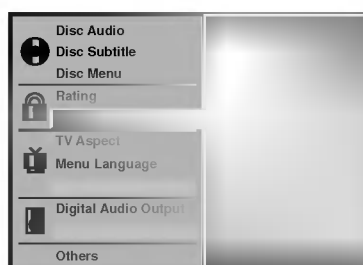 Disc Audio
Disc Subtitle
Disc Menu
Rating
TV Aspect
Menu Language
Digital Audio Output
Others